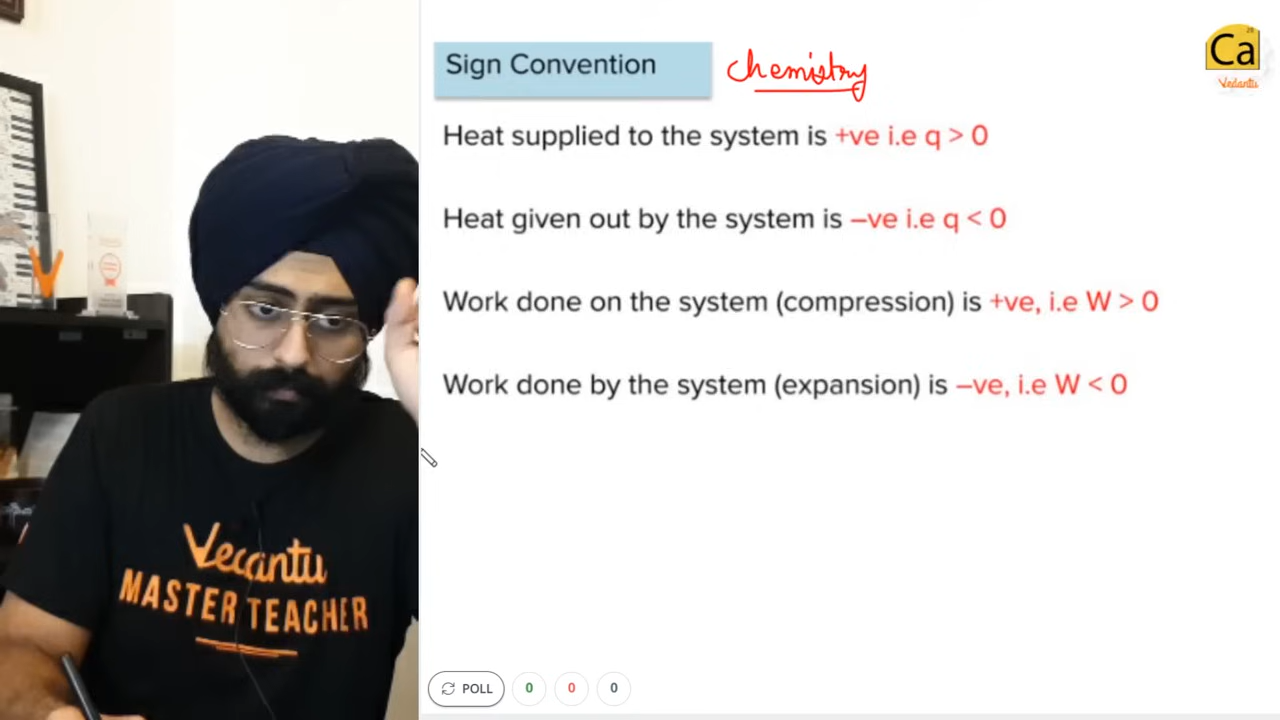 Sign Convention chemistry
28
Ca
Vedantu
Heat supplied to the system is +ve i.e q > 0
Heat given out by the system is –ve i.e q < 0
Work done on the system (compression) is +ve, i.e W > 0
Work done by the system (expansion) is –ve, i.e W < 0
Vedantu
MASTER TEACHER
POLL 0 0 0